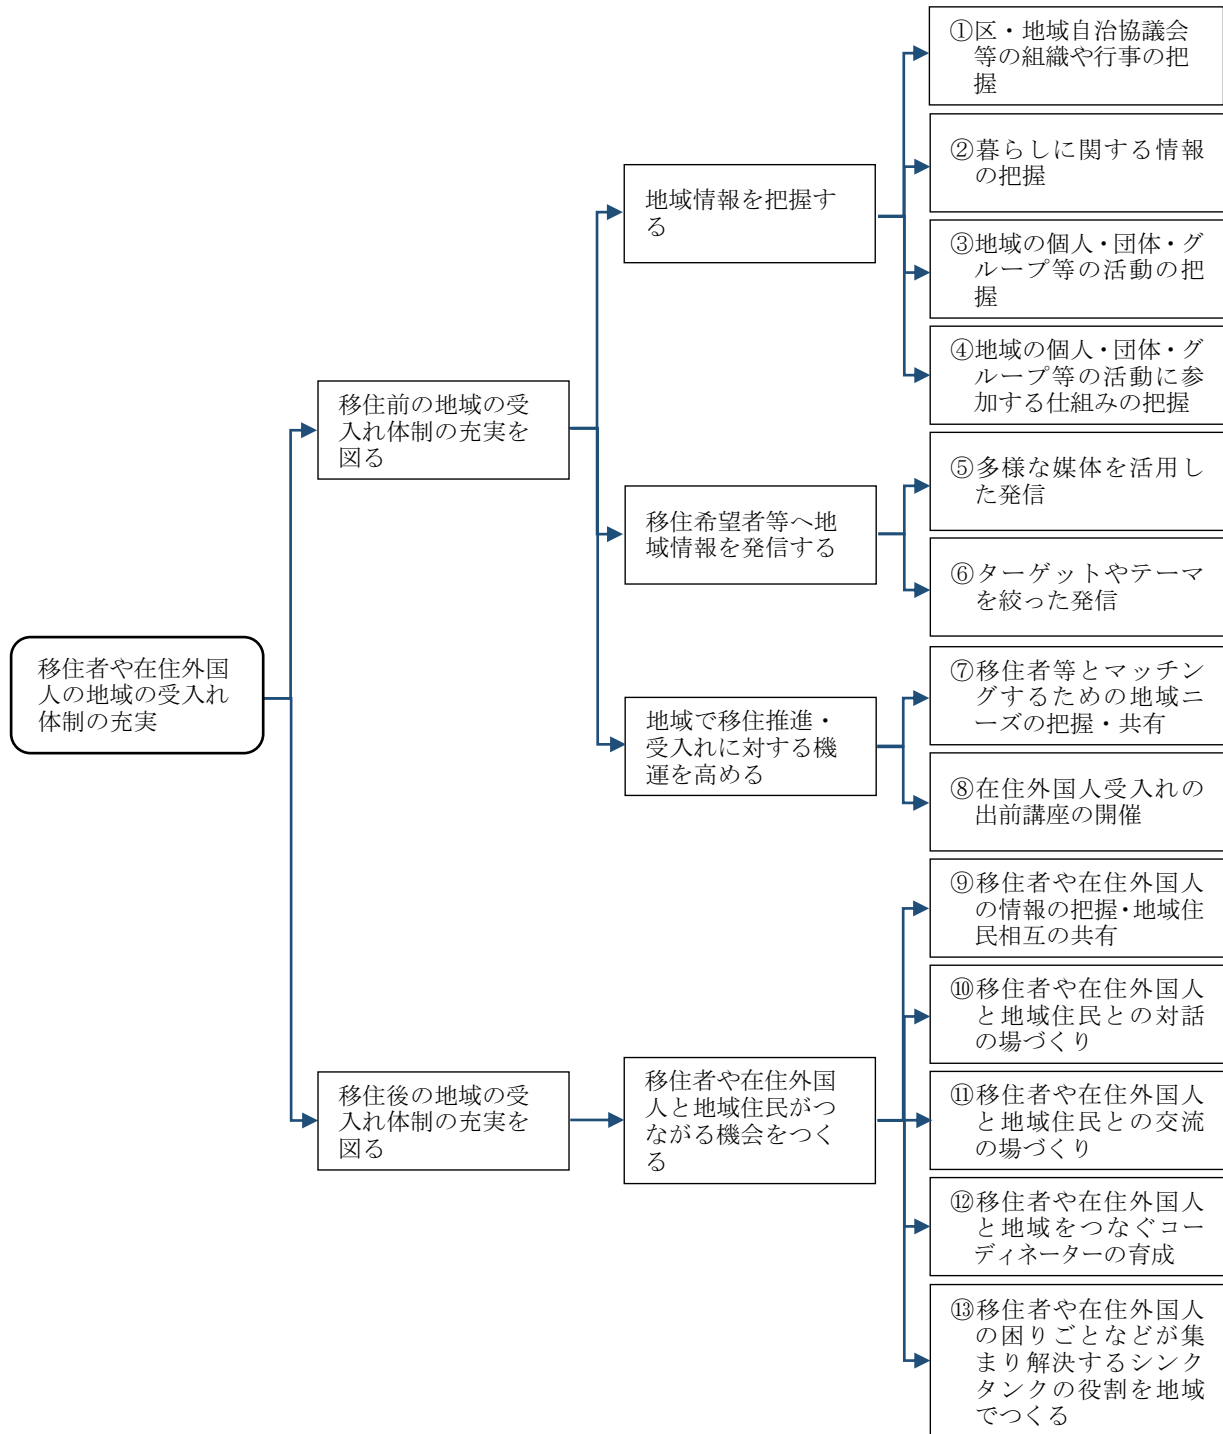 移住者や在住外国
人の地域の受入れ
体制の充実
移住前の地域の受
入れ体制の充実を
図る
地域情報を把握す
る
①区・地域自治協議会
等の組織や行事の把
握
②暮らしに関する情報
の把握
③地域の個人・団体・グ
ループ等の活動の把
握
④地域の個人・団体・グ
ループ等の活動に参
加する仕組みの把握
移住希望者等へ地
域情報を発信する
⑤多様な媒体を活用し
た発信
⑥ターゲットやテーマ
を絞った発信
地域で移住推進・
受入れに対する機
運を高める
⑦移住者等とマッチン
グするための地域ニ
ーズの把握・共有
⑧在住外国人受入れの
出前講座の開催
移住後の地域の受
入れ体制の充実を
図る
移住者や在住外国
人と地域住民がつ
ながる機会をつく
る
⑨移住者や在住外国人
の情報の把握・地域住
民相互の共有
⑩移住者や在住外国人
と地域住民との対話
の場づくり
⑪移住者や在住外国人
と地域住民との交流
の場づくり
⑫移住者や在住外国人
と地域をつなぐコー
ディネーターの育成
⑬移住者や在住外国人
の困りごとなどが集
まり解決するシンク
タンクの役割を地域
でつくる